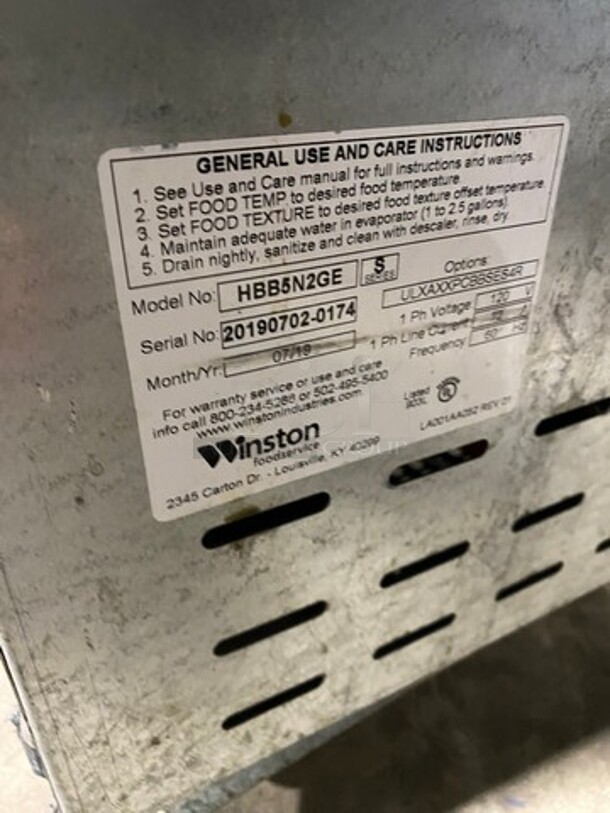 GENERAL USE AND CARE INSTRUCTIONS
1. See Use and Care manual for full instructions and warnings.
2. Set FOOD TEMP to desired food temperature.
3. Set FOOD TEXTURE to desired food texture offset temperature.
4. Maintain adequate water in evaporator (1 to 2.5 gallons).
5. Drain nightly, sanitize and clean with descaler, rinse, dry.
Model No: HBB5N2GE S SERIES
Serial No: 20190702-0174
Month/Yr: 07/19
Options:
ULXAXXPCBBSES4R
1 Ph Voltage 120 V
1 Ph Line Current
Frequency 60 Hz
For warranty service or use and care
info call 800-234-5286 or 502-495-5400
www.winstonindustries.com
Listed
903L
UL
LA001AA052 REV 01
Winston
foodservice
2345 Carton Dr. - Louisville, KY 40299